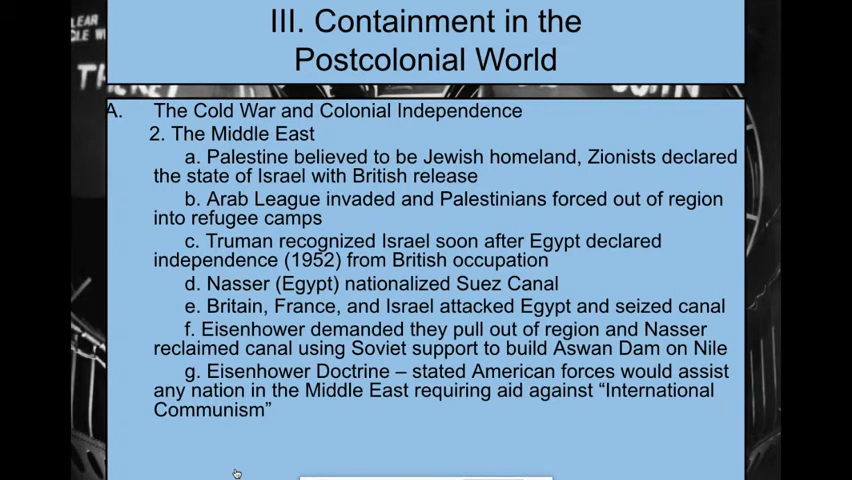 III. Containment in the
Postcolonial World
A. The Cold War and Colonial Independence
2. The Middle East
a. Palestine believed to be Jewish homeland, Zionists declared
the state of Israel with British release
b. Arab League invaded and Palestinians forced out of region
into refugee camps
c. Truman recognized Israel soon after Egypt declared
independence (1952) from British occupation
d. Nasser (Egypt) nationalized Suez Canal
e. Britain, France, and Israel attacked Egypt and seized canal
f. Eisenhower demanded they pull out of region and Nasser
reclaimed canal using Soviet support to build Aswan Dam on Nile
g. Eisenhower Doctrine – stated American forces would assist
any nation in the Middle East requiring aid against “International
Communism”